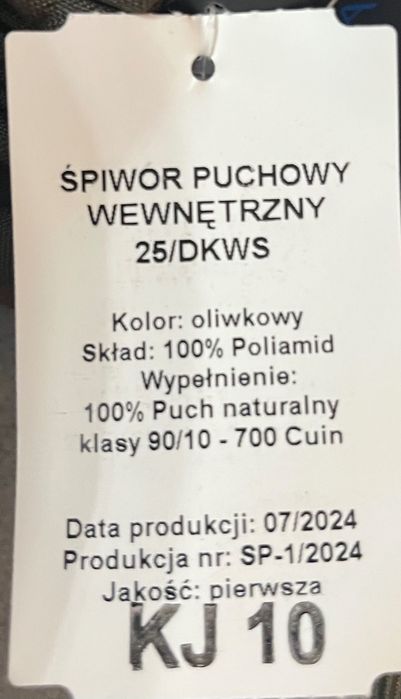 ŚPIWÓR PUCHOWY
WEWNĘTRZNY
25/DKWS
Kolor: oliwkowy
Skład: 100% Poliamid
Wypełnienie:
100% Puch naturalny
klasy 90/10 - 700 Cuin
Data produkcji: 07/2024
Produkcja nr: SP-1/2024
Jakość: pierwsza
KJ 10